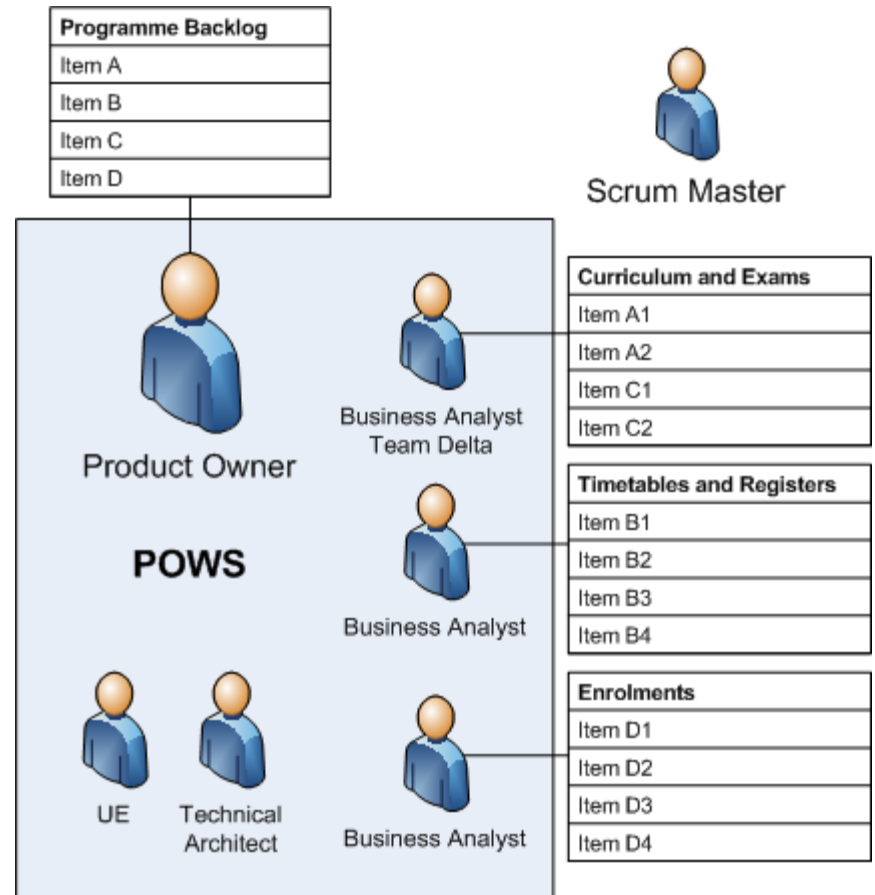 Programme Backlog
Item A
Item B
Item C
Item D
Scrum Master
Product Owner
POWS
UE
Technical
Architect
Business Analyst
Team Delta
Business Analyst
Business Analyst
Curriculum and Exams
Item A1
Item A2
Item C1
Item C2
Timetables and Registers
Item B1
Item B2
Item B3
Item B4
Enrolments
Item D1
Item D2
Item D3
Item D4